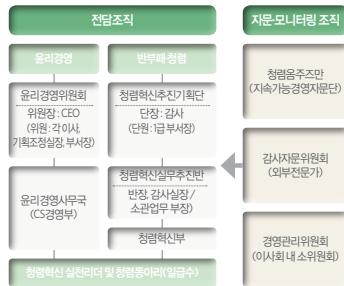 전담조직
자문·모니터링 조직
윤리경영
반부패·청렴
윤리경영위원회
위원장 : CEO
(위원 : 각 이사,
기획조정실장, 부서장)
윤리경영사무국
(CS경영부)
청렴혁신추진기획단
단장 : 감사
(단원 : 1급 부서장)
청렴혁신실무추진반
반장, 감사실장 /
소관업무 부장)
청렴혁신부
청렴혁신 실천리더 및 청렴동아리(일급수)
청렴옴주즈만
(지속가능경영자문단)
감사자문위원회
(외부전문가)
경영관리위원회
(이사회 내 소위원회)